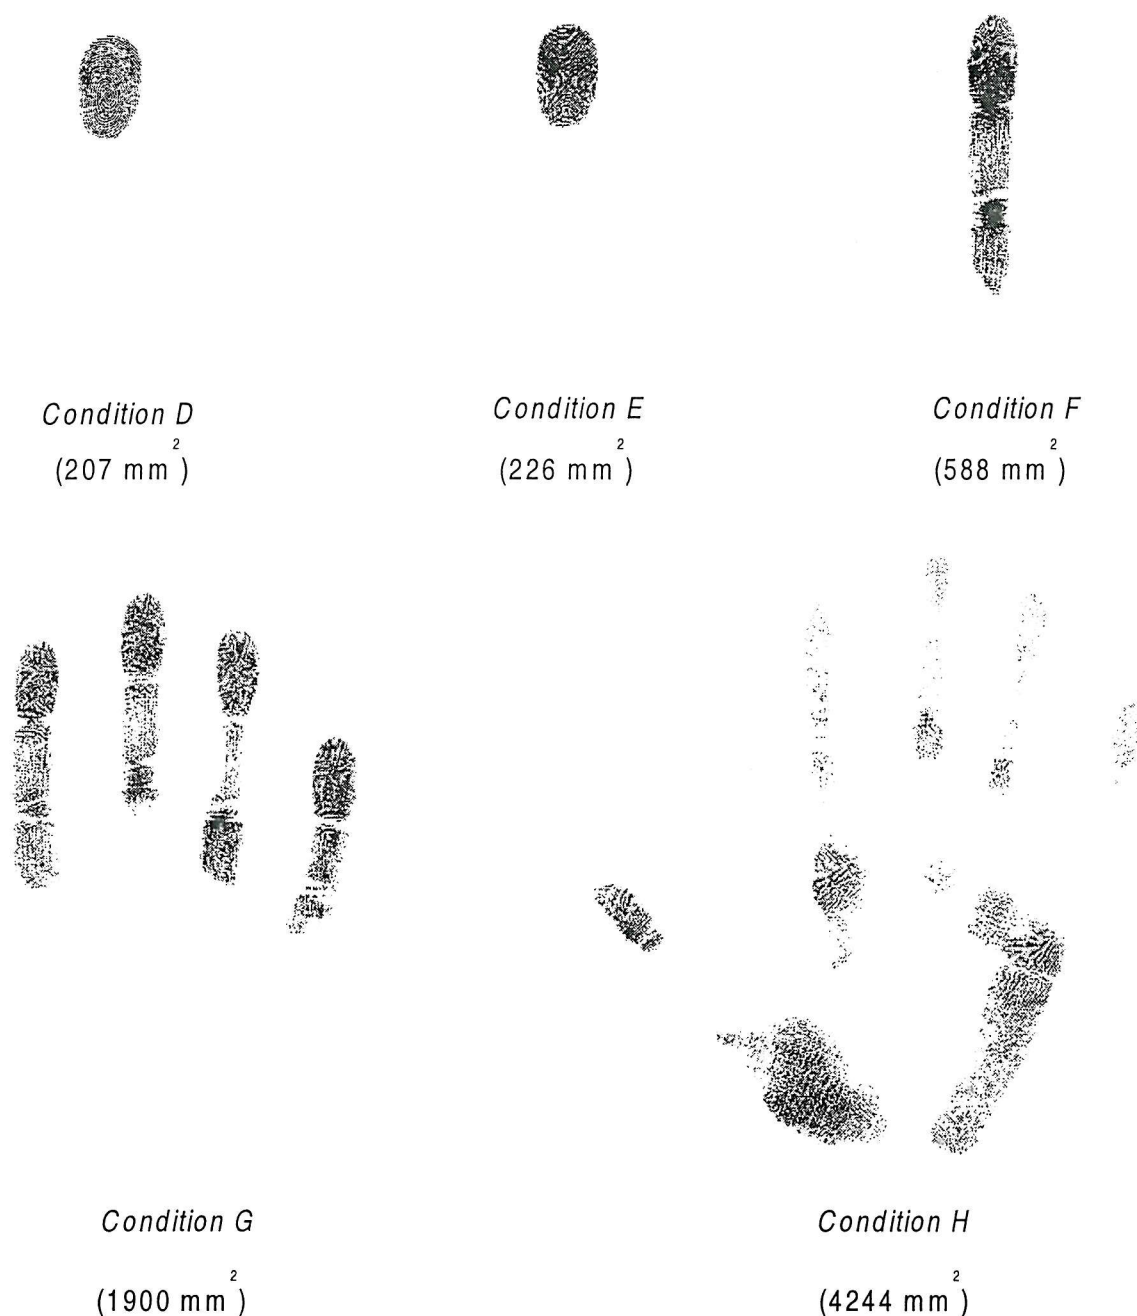 Condition D
(207 mm²)
Condition E
(226 mm²)
Condition F
(588 mm²)
Condition G
(1900 mm²)
Condition H
(4244 mm²)